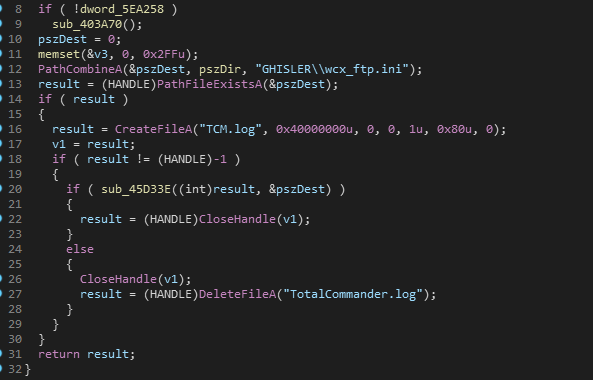 8 if ( !dword_5EA258 )
9 sub_403A70();
10 pszDest = 0;
11 memset(&v3, 0, 0x2FFu);
12 PathCombineA(&pszDest, pszDir, "GHISLER\\wcx_ftp.ini");
13 result = (HANDLE)PathFileExistsA(&pszDest);
14 if ( result )
15 {
16 result = CreateFileA("TCM.log", 0x40000000u, 0, 0, 1u, 0x80u, 0);
17 v1 = result;
18 if ( result != (HANDLE)-1 )
19 {
20 if ( sub_45D33E((int)result, &pszDest) )
21 {
22 result = (HANDLE)CloseHandle(v1);
23 }
24 else
25 {
26 CloseHandle(v1);
27 result = (HANDLE)DeleteFileA("TotalCommander.log");
28 }
29 }
30 }
31 return result;
32 }